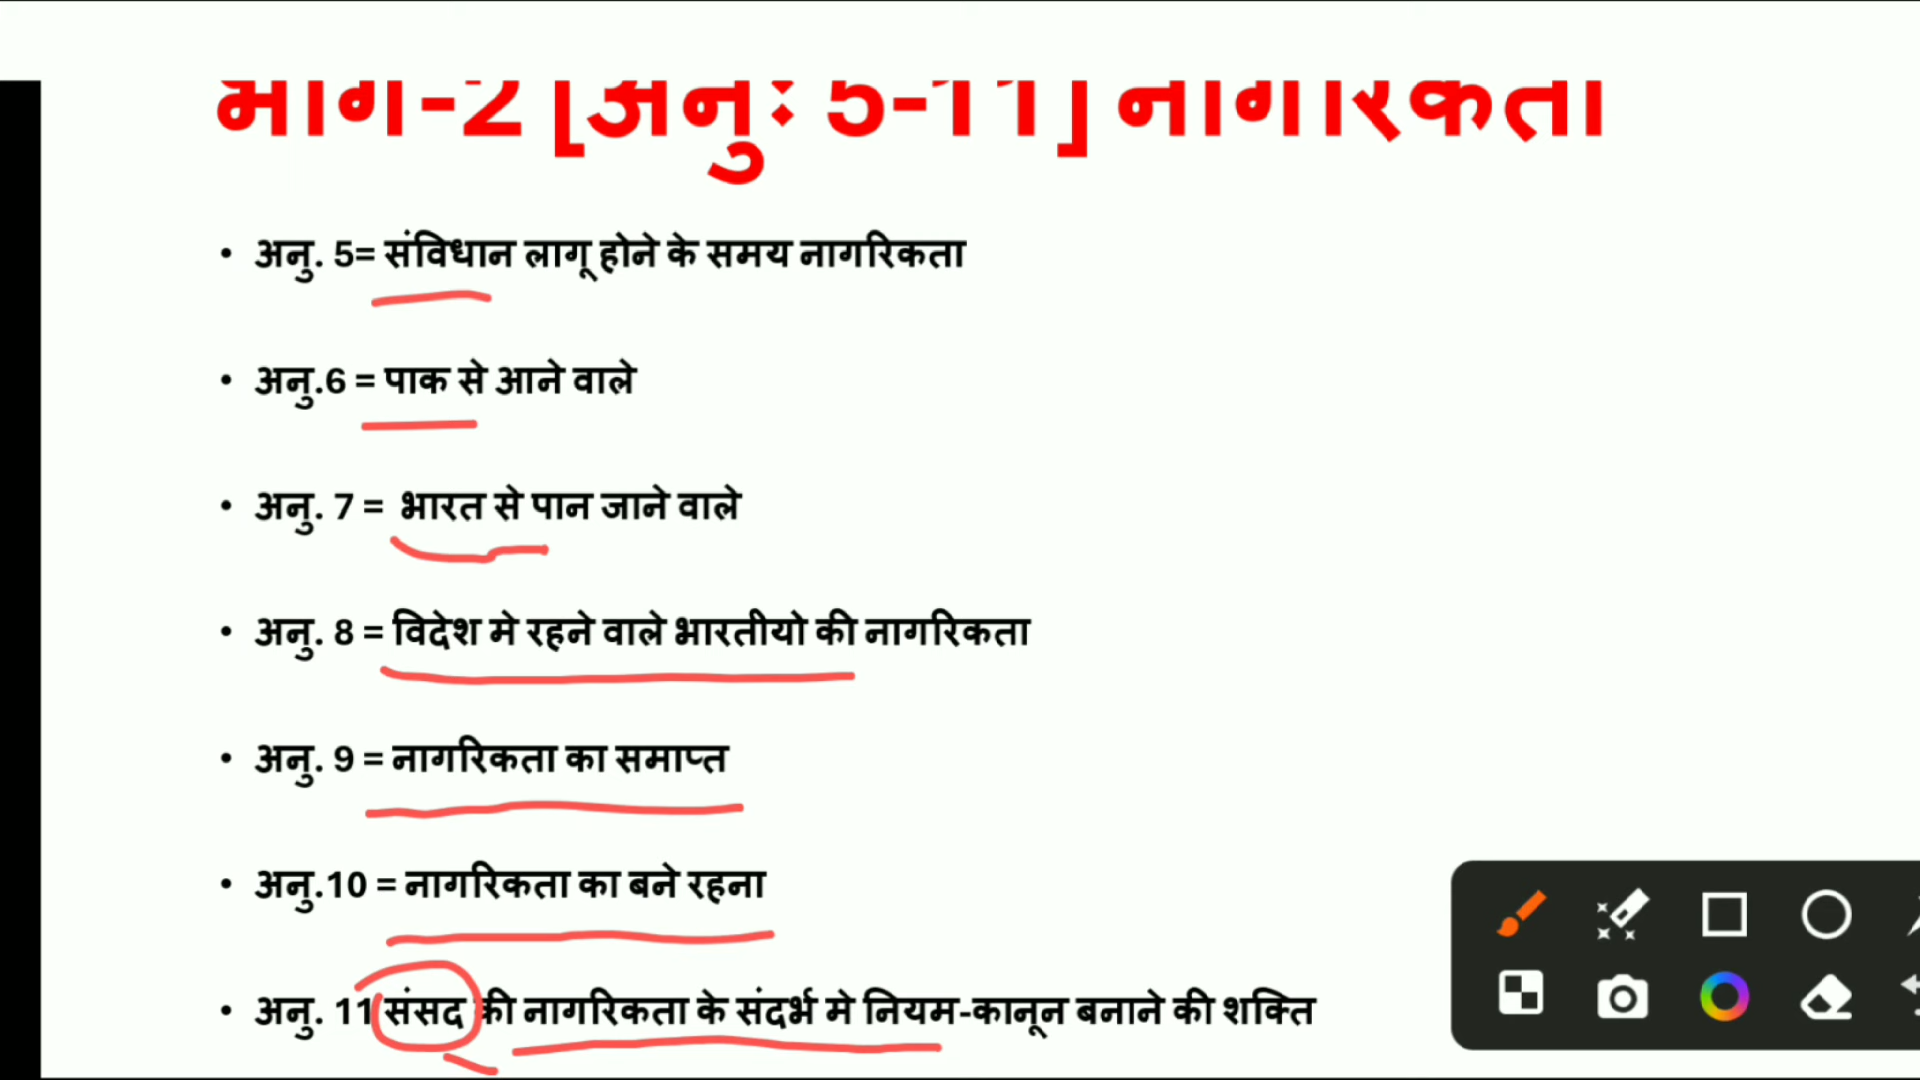 भाग-2 [अनुः 5-11] नागरिकता
• अनु. 5= संविधान लागू होने के समय नागरिकता
• अनु.6 = पाक से आने वाले
• अनु. 7 = भारत से पान जाने वाले
• अनु. 8 = विदेश मे रहने वाले भारतीयो की नागरिकता
• अनु. 9 = नागरिकता का समाप्त
• अनु.10 = नागरिकता का बने रहना
• अनु. 11 संसद की नागरिकता के संदर्भ मे नियम-कानून बनाने की शक्ति